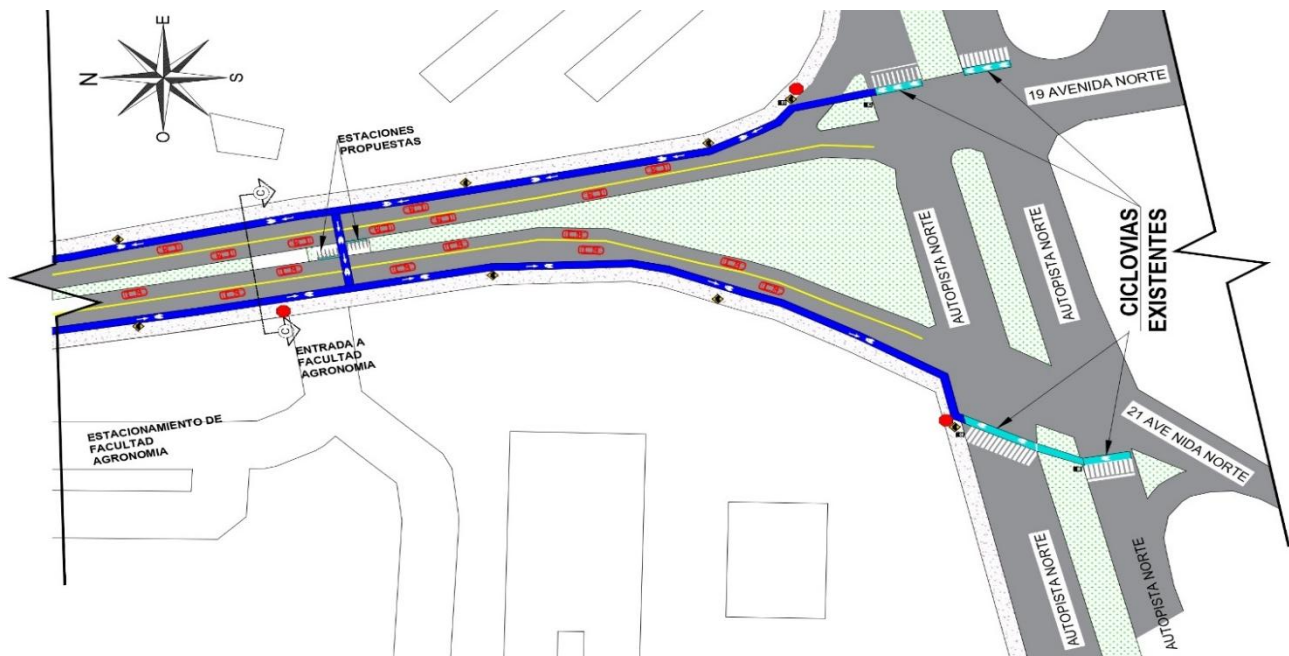 E
N
S
O
ESTACIONES
PROPUESTAS
C
C
ENTRADA A
FACULTAD
AGRONOMIA
ESTACIONAMIENTO DE
FACULTAD
AGRONOMIA
19 AVENIDA NORTE
AUTOPISTA NORTE
AUTOPISTA NORTE
CICLOVIAS
EXISTENTES
21 AVE NIDA NORTE
AUTOPISTA NORTE
AUTOPISTA NORTE